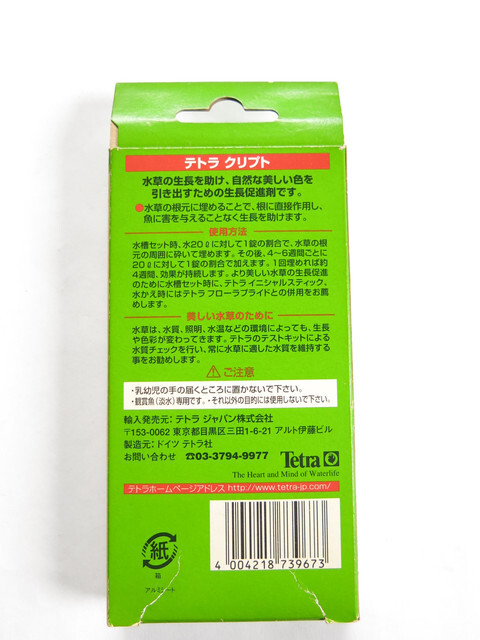 テトラ クリプト
水草の生長を助け、自然な美しい色を
引き出すための生長促進剤です。
●水草の根元に埋めることで、根に直接作用し、
魚に害を与えることなく生長を助けます。
使用方法
水槽セット時、水20ℓに対して1錠の割合で、水草の根
元の周囲に砕いて埋めます。その後、4〜6週間ごとに
20ℓに対して1錠の割合で加えます。1回埋めれば約
4週間、効果が持続します。より美しい水草の生長促進
のために水槽セット時に、テトラ イニシャルスティック、
水かえ時にはテトラ フローラプライドとの併用をお薦
めします。
美しい水草のために
水草は、水質、照明、水温などの環境によっても、生長
や色彩が変わってきます。テトラのテストキットによる
水質チェックを行い、常に水草に適した水質を維持する
事をお勧めします。
⚠ご注意
・乳幼児の手の届くところに置かないで下さい。
・観賞魚(淡水)専用です。・それ以外の目的には使用しないで下さい。
輸入発売元：テトラ ジャパン株式会社
〒153-0062 東京都目黒区三田1-6-21 アルト伊藤ビル
製造元：ドイツ テトラ社
お問い合わせ ☎03-3794-9977
Tetra
The Heart and Mind of Waterlife
テトラホームページアドレス http://www.tetra-jp.com/
紙
箱
4 004218 739673